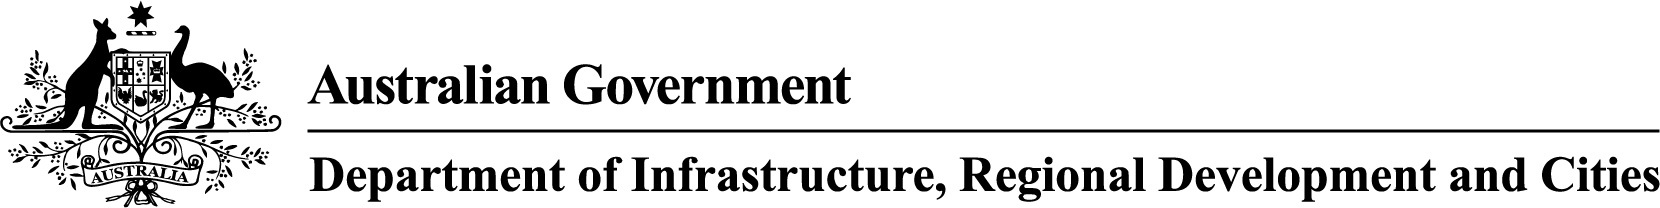 Australian Government
Department of Infrastructure, Regional Development and Cities
AUSTRALIA